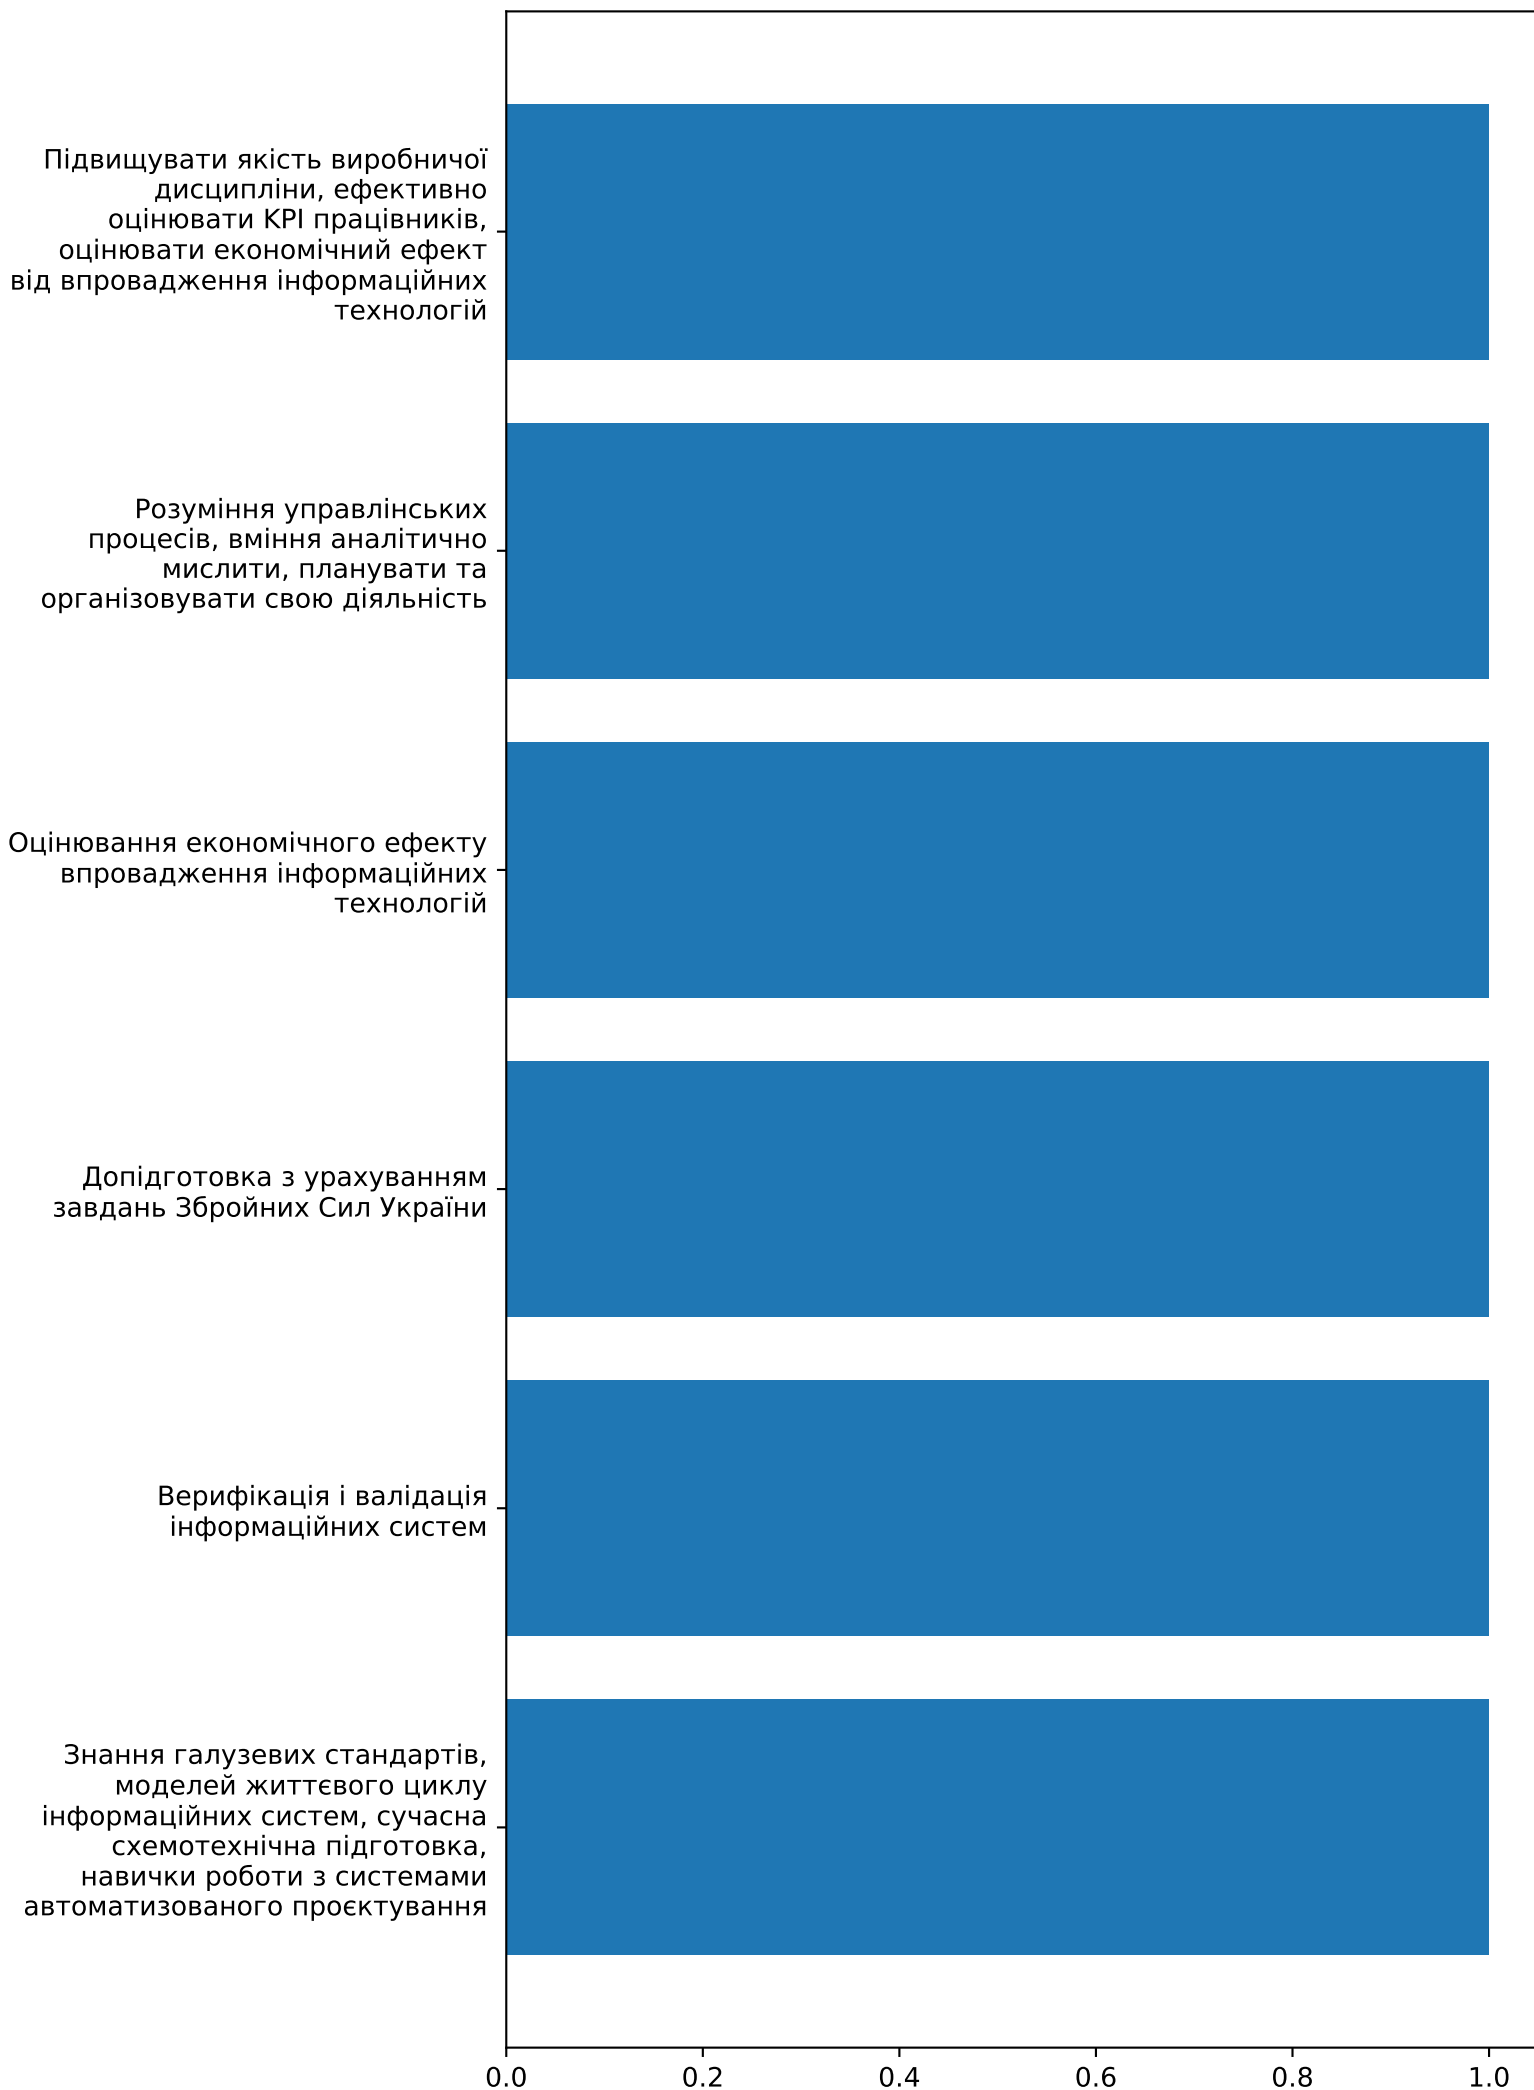 Підвищувати якість виробничої
дисципліни, ефективно
оцінювати KPI працівників,
оцінювати економічний ефект
від впровадження інформаційних
технологій
Розуміння управлінських
процесів, вміння аналітично
мислити, планувати та
організовувати свою діяльність
Оцінювання економічного ефекту
впровадження інформаційних
технологій
Допідготовка з урахуванням
завдань Збройних Сил України
Верифікація і валідація
інформаційних систем
Знання галузевих стандартів,
моделей життєвого циклу
інформаційних систем, сучасна
схемотехнічна підготовка,
навички роботи з системами
автоматизованого проєктування
0.0 0.2 0.4 0.6 0.8 1.0